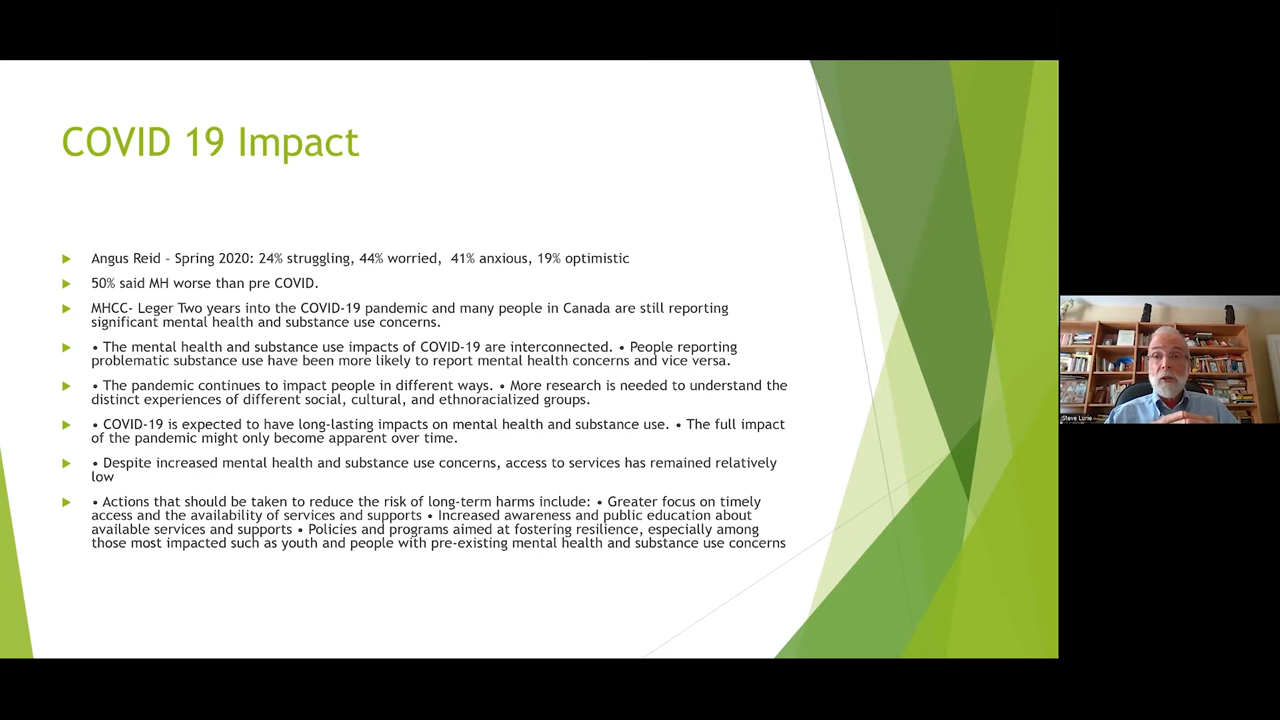 COVID 19 Impact
Angus Reid – Spring 2020: 24% struggling, 44% worried,  41% anxious, 19% optimistic
50% said MH worse than pre COVID.
MHCC- Leger Two years into the COVID-19 pandemic and many people in Canada are still reporting
significant mental health and substance use concerns.
• The mental health and substance use impacts of COVID-19 are interconnected. • People reporting
problematic substance use have been more likely to report mental health concerns and vice versa.
• The pandemic continues to impact people in different ways. • More research is needed to understand the
distinct experiences of different social, cultural, and ethnoracialized groups.
• COVID-19 is expected to have long-lasting impacts on mental health and substance use. • The full impact
of the pandemic might only become apparent over time.
• Despite increased mental health and substance use concerns, access to services has remained relatively
low
• Actions that should be taken to reduce the risk of long-term harms include: • Greater focus on timely
access and the availability of services and supports • Increased awareness and public education about
available services and supports • Policies and programs aimed at fostering resilience, especially among
those most impacted such as youth and people with pre-existing mental health and substance use concerns
Steve Lurie